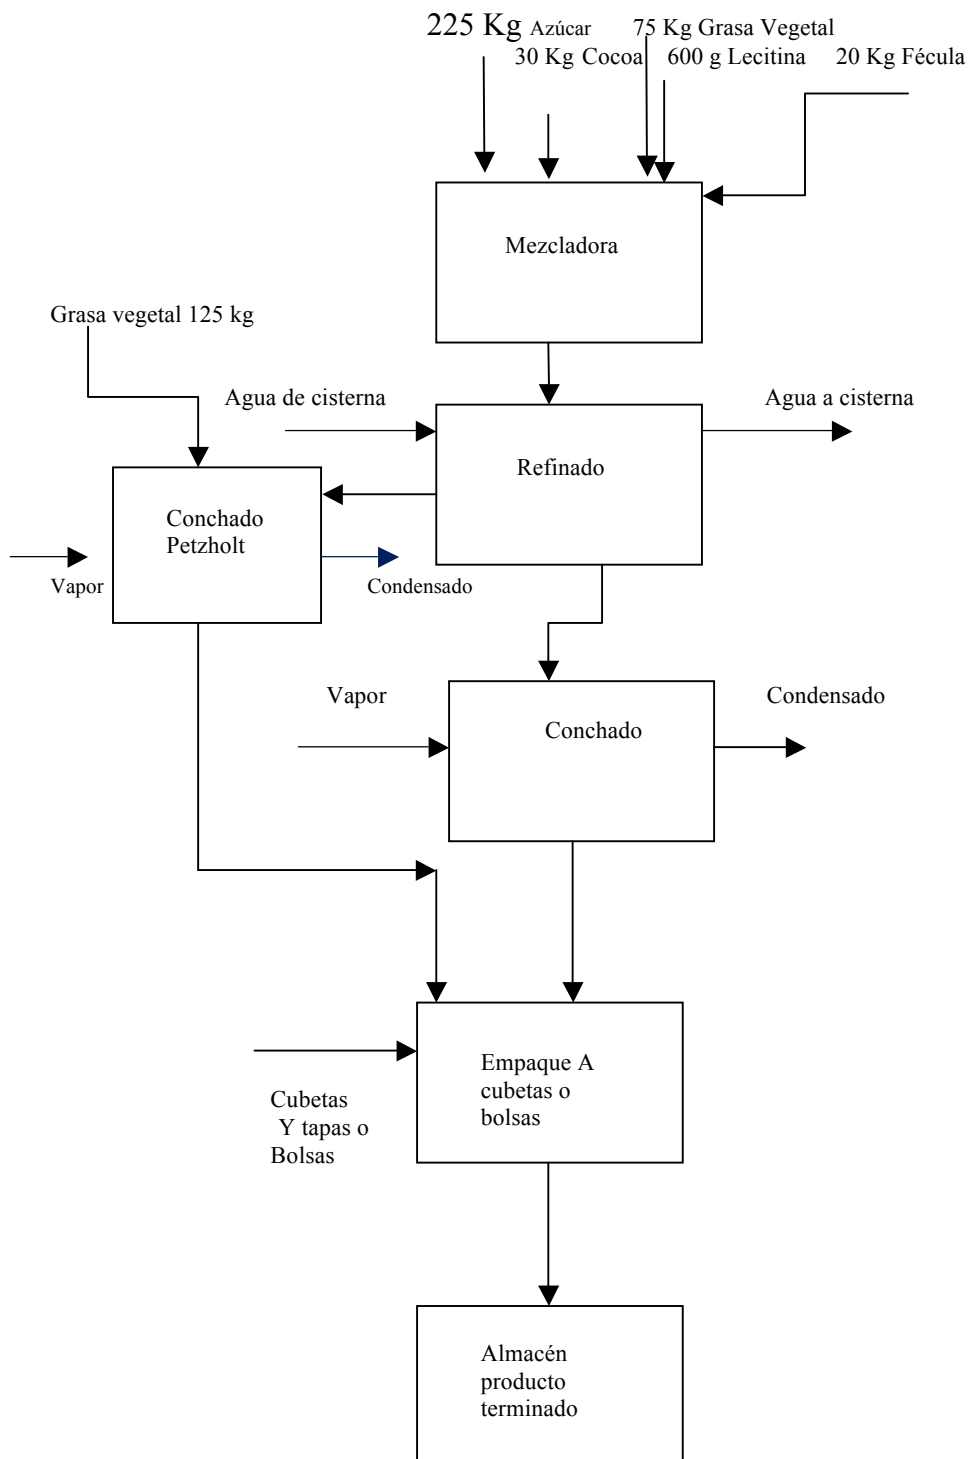 225 Kg Azúcar 75 Kg Grasa Vegetal
30 Kg Cocoa 600 g Lecitina 20 Kg Fécula
Mezcladora
Grasa vegetal 125 kg
Agua de cisterna
Agua a cisterna
Refinado
Conchado
Petzholt
Vapor
Condensado
Vapor
Condensado
Conchado
Empaque A
cubetas o
bolsas
Cubetas
Y tapas o
Bolsas
Almacén
producto
terminado